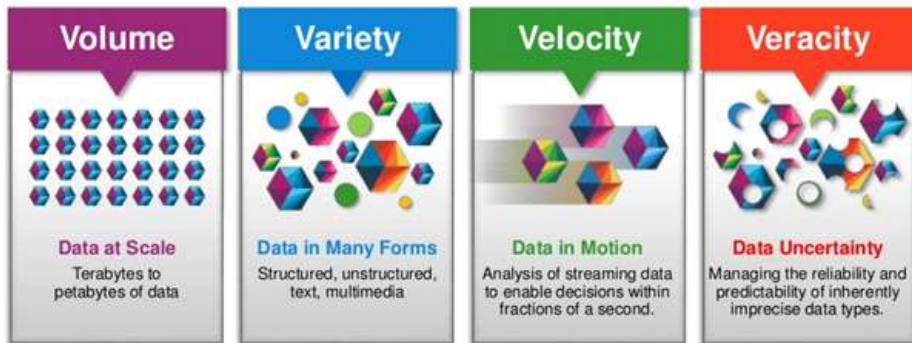 Volume
Data at Scale
Terabytes to
petabytes of data
Variety
Data in Many Forms
Structured, unstructured,
text, multimedia
Velocity
Data in Motion
Analysis of streaming data
to enable decisions within
fractions of a second.
Veracity
Data Uncertainty
Managing the reliability and
predictability of inherently
imprecise data types.